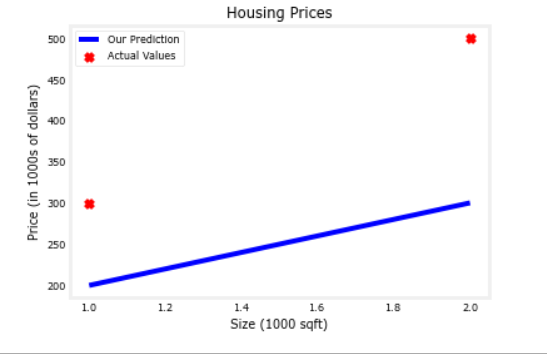 Housing Prices
Our Prediction
Actual Values
500
450
400
350
300
250
200
Price (in 1000s of dollars)
1.0 1.2 1.4 1.6 1.8 2.0
Size (1000 sqft)